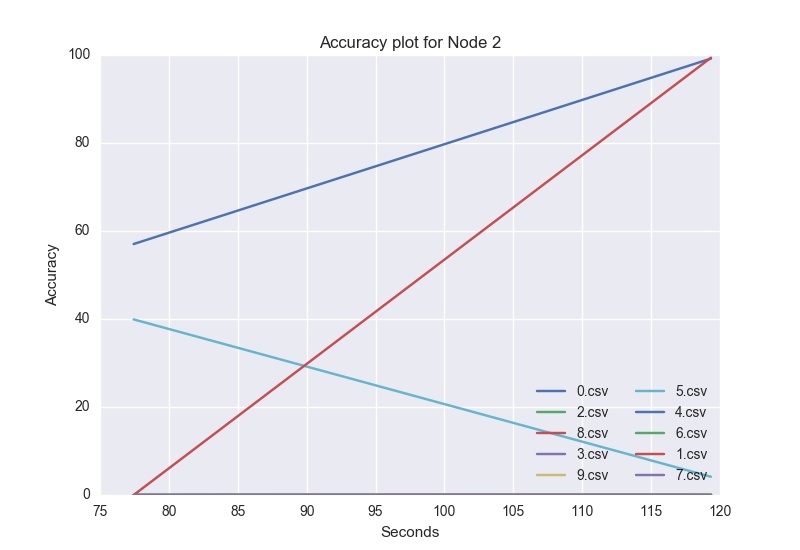 Accuracy plot for Node 2
100
80
60
40
20
0
Accuracy
75 80 85 90 95 100 105 110 115 120
Seconds
0.csv 5.csv
2.csv 4.csv
8.csv 6.csv
3.csv 1.csv
9.csv 7.csv